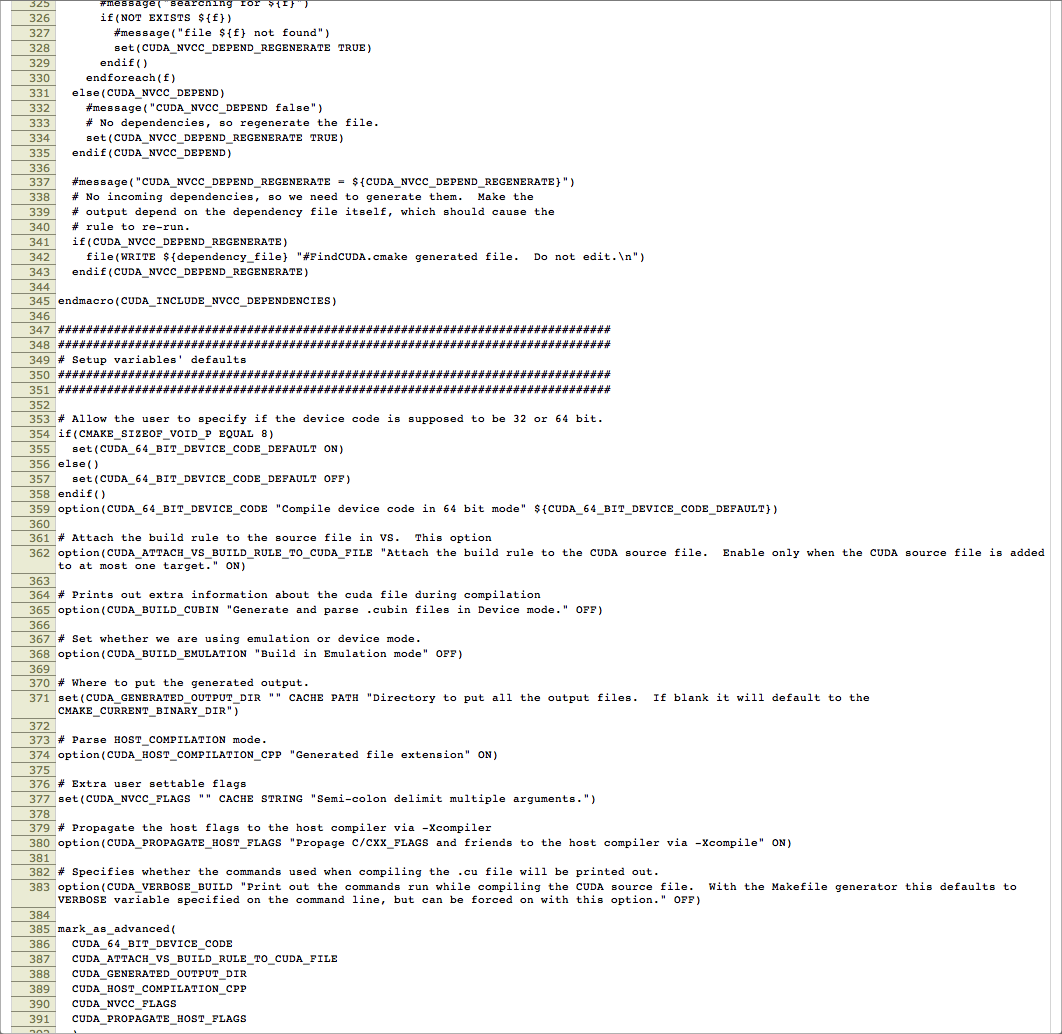 325       #message("searching for ${f}")
326       if(NOT EXISTS ${f})
327         #message("file ${f} not found")
328         set(CUDA_NVCC_DEPEND_REGENERATE TRUE)
329       endif()
330     endforeach(f)
331   else(CUDA_NVCC_DEPEND)
332     #message("CUDA_NVCC_DEPEND false")
333     # No dependencies, so regenerate the file.
334     set(CUDA_NVCC_DEPEND_REGENERATE TRUE)
335   endif(CUDA_NVCC_DEPEND)
336
337   #message("CUDA_NVCC_DEPEND_REGENERATE = ${CUDA_NVCC_DEPEND_REGENERATE}")
338   # No incoming dependencies, so we need to generate them.  Make the
339   # output depend on the dependency file itself, which should cause the
340   # rule to re-run.
341   if(CUDA_NVCC_DEPEND_REGENERATE)
342     file(WRITE ${dependency_file} "#FindCUDA.cmake generated file.  Do not edit.\n")
343   endif(CUDA_NVCC_DEPEND_REGENERATE)
344
345 endmacro(CUDA_INCLUDE_NVCC_DEPENDENCIES)
346
347 ###############################################################################
348 ###############################################################################
349 # Setup variables' defaults
350 ###############################################################################
351 ###############################################################################
352
353 # Allow the user to specify if the device code is supposed to be 32 or 64 bit.
354 if(CMAKE_SIZEOF_VOID_P EQUAL 8)
355   set(CUDA_64_BIT_DEVICE_CODE_DEFAULT ON)
356 else()
357   set(CUDA_64_BIT_DEVICE_CODE_DEFAULT OFF)
358 endif()
359 option(CUDA_64_BIT_DEVICE_CODE "Compile device code in 64 bit mode" ${CUDA_64_BIT_DEVICE_CODE_DEFAULT})
360
361 # Attach the build rule to the source file in VS.  This option
362 option(CUDA_ATTACH_VS_BUILD_RULE_TO_CUDA_FILE "Attach the build rule to the CUDA source file.  Enable only when the CUDA source file is added
to at most one target." ON)
363
364 # Prints out extra information about the cuda file during compilation
365 option(CUDA_BUILD_CUBIN "Generate and parse .cubin files in Device mode." OFF)
366
367 # Set whether we are using emulation or device mode.
368 option(CUDA_BUILD_EMULATION "Build in Emulation mode" OFF)
369
370 # Where to put the generated output.
371 set(CUDA_GENERATED_OUTPUT_DIR "" CACHE PATH "Directory to put all the output files.  If blank it will default to the
CMAKE_CURRENT_BINARY_DIR")
372
373 # Parse HOST_COMPILATION mode.
374 option(CUDA_HOST_COMPILATION_CPP "Generated file extension" ON)
375
376 # Extra user settable flags
377 set(CUDA_NVCC_FLAGS "" CACHE STRING "Semi-colon delimit multiple arguments.")
378
379 # Propagate the host flags to the host compiler via -Xcompiler
380 option(CUDA_PROPAGATE_HOST_FLAGS "Propage C/CXX_FLAGS and friends to the host compiler via -Xcompile" ON)
381
382 # Specifies whether the commands used when compiling the .cu file will be printed out.
383 option(CUDA_VERBOSE_BUILD "Print out the commands run while compiling the CUDA source file.  With the Makefile generator this defaults to
VERBOSE variable specified on the command line, but can be forced on with this option." OFF)
384
385 mark_as_advanced(
386   CUDA_64_BIT_DEVICE_CODE
387   CUDA_ATTACH_VS_BUILD_RULE_TO_CUDA_FILE
388   CUDA_GENERATED_OUTPUT_DIR
389   CUDA_HOST_COMPILATION_CPP
390   CUDA_NVCC_FLAGS
391   CUDA_PROPAGATE_HOST_FLAGS